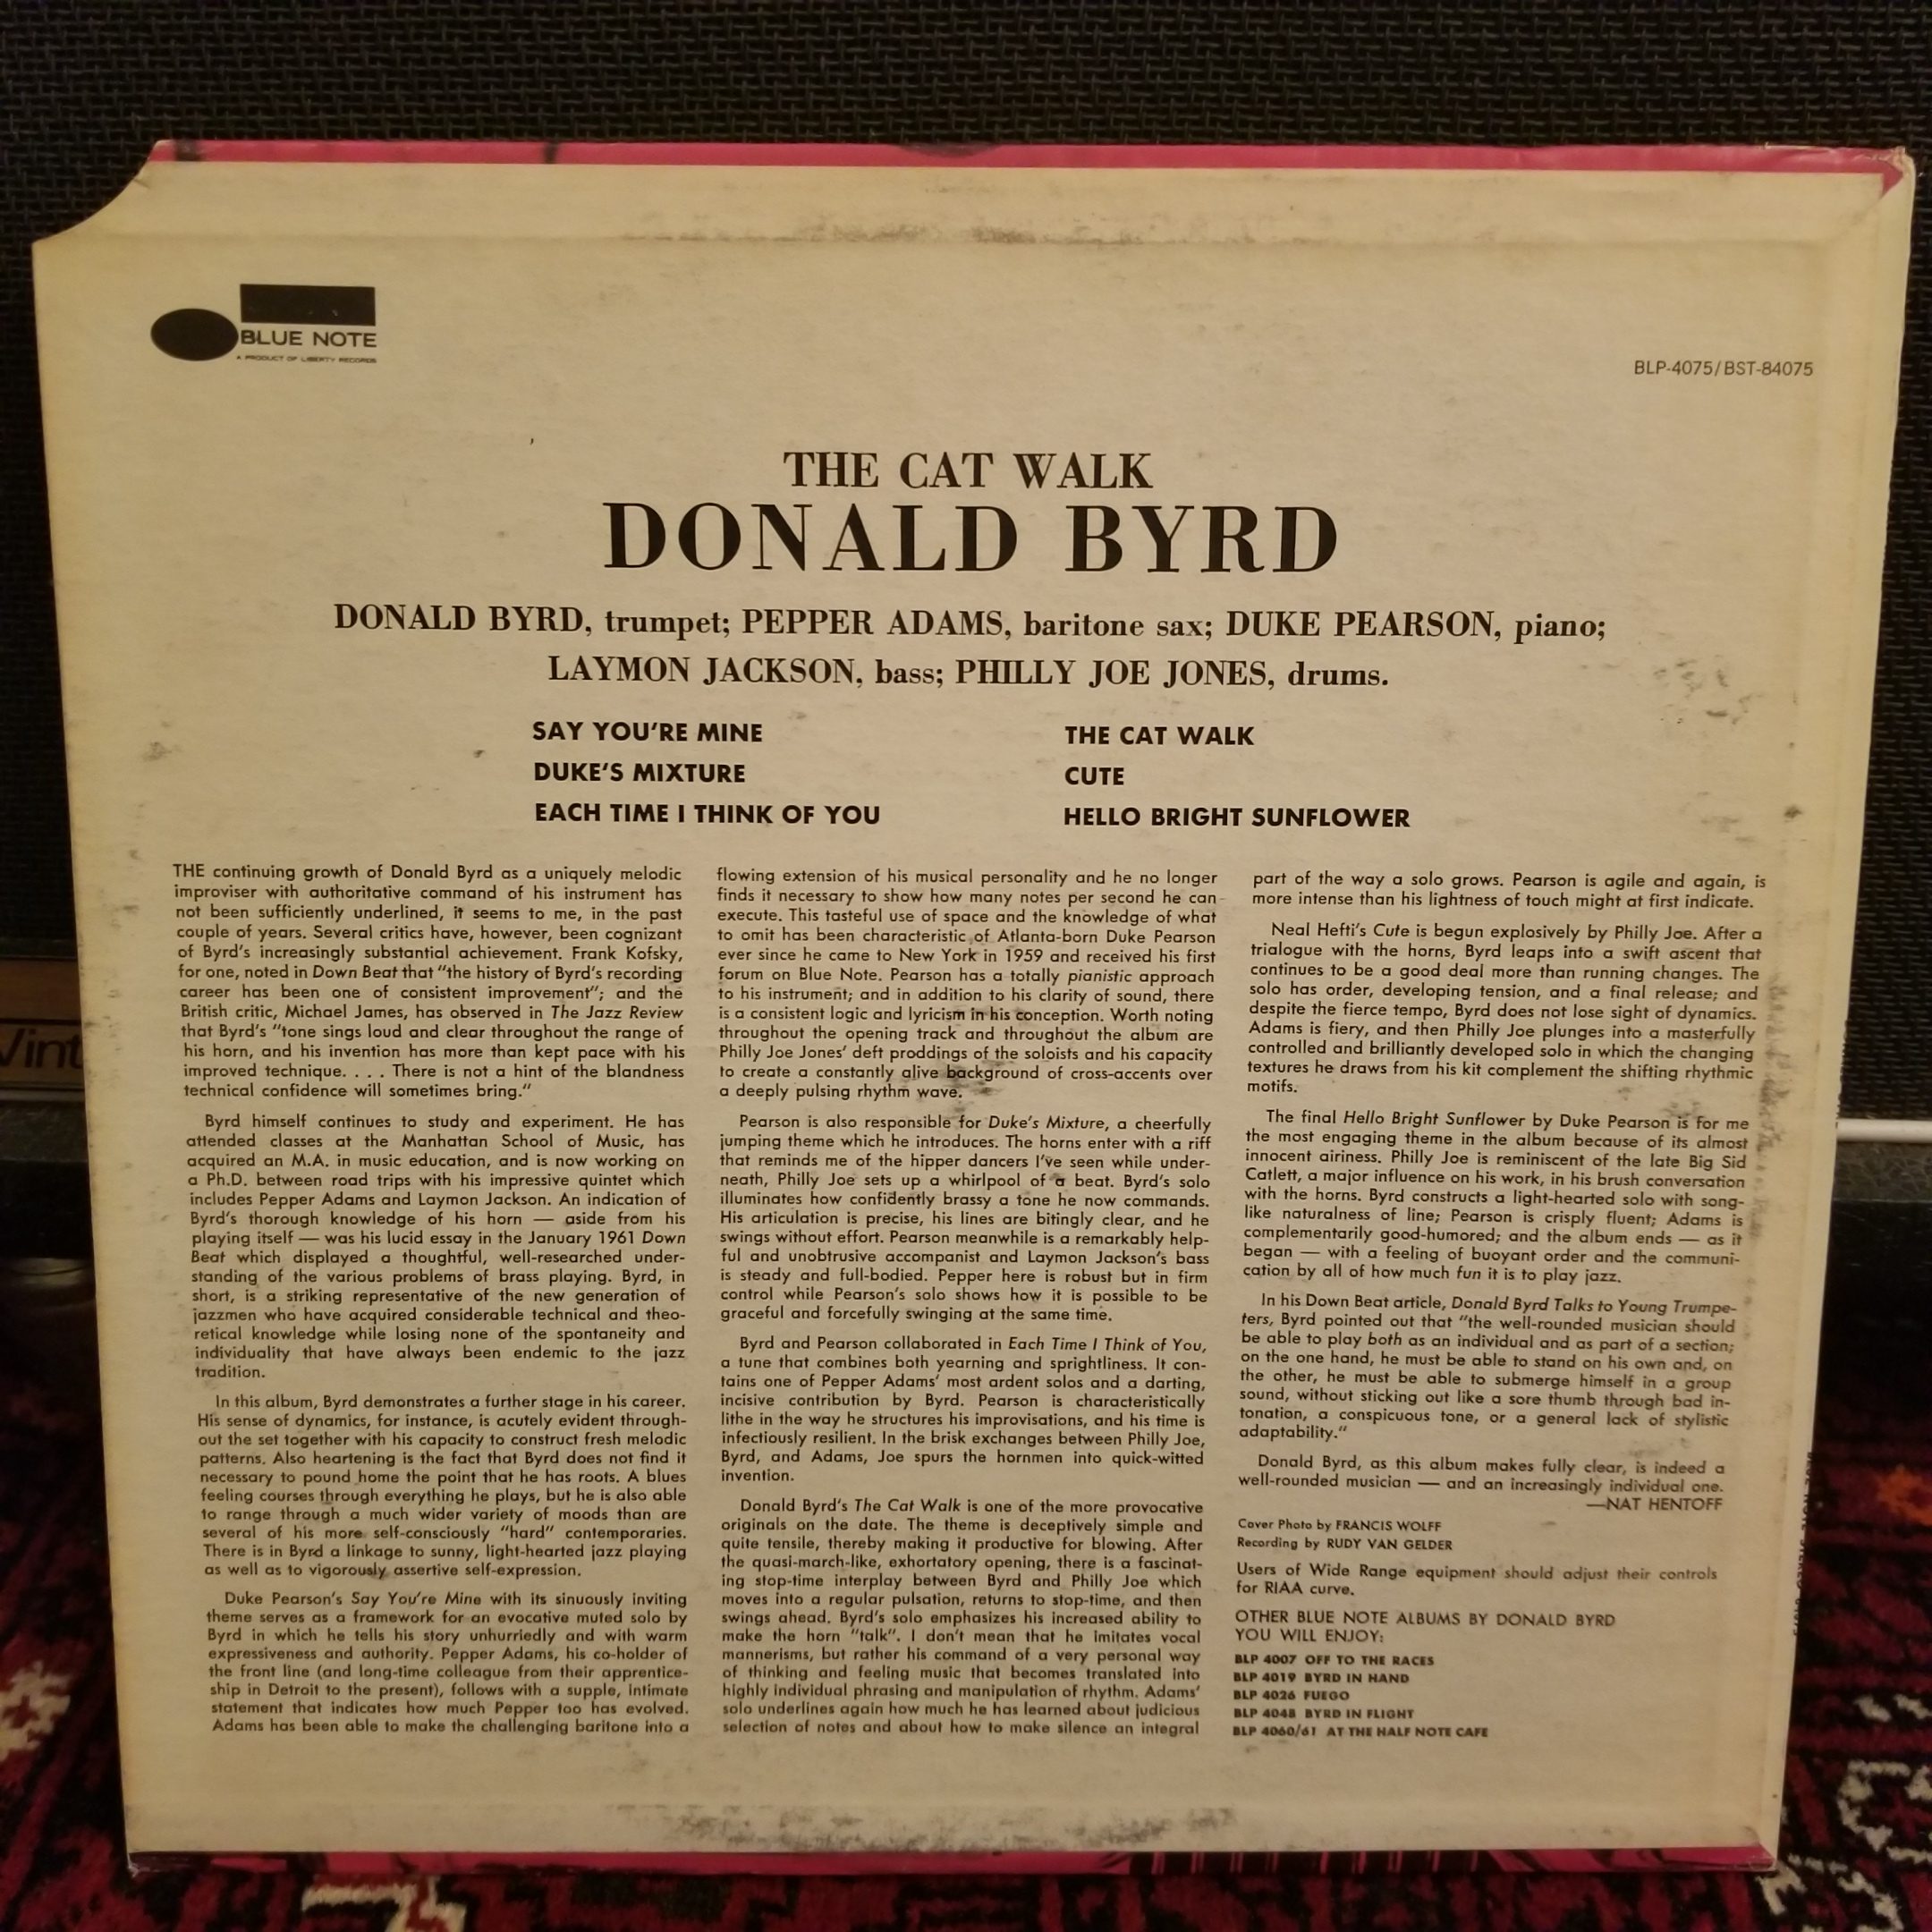 BLUE NOTE
A PRODUCT OF LIBERTY RECORDS
BLP-4075/BST-84075
THE CAT WALK
DONALD BYRD
DONALD BYRD, trumpet; PEPPER ADAMS, baritone sax; DUKE PEARSON, piano;
LAYMON JACKSON, bass; PHILLY JOE JONES, drums.
SAY YOU'RE MINE
DUKE'S MIXTURE
EACH TIME I THINK OF YOU
THE CAT WALK
CUTE
HELLO BRIGHT SUNFLOWER
THE continuing growth of Donald Byrd as a uniquely melodic
improviser with authoritative command of his instrument has
not been sufficiently underlined, it seems to me, in the past
couple of years. Several critics have, however, been cognizant
of Byrd's increasingly substantial achievement. Frank Kofsky,
for one, noted in Down Beat that "the history of Byrd's recording
career has been one of consistent improvement"; and the
British critic, Michael James, has observed in The Jazz Review
that Byrd's "tone sings loud and clear throughout the range of
his horn, and his invention has more than kept pace with his
improved technique. . . . There is not a hint of the blandness
technical confidence will sometimes bring."
Byrd himself continues to study and experiment. He has
attended classes at the Manhattan School of Music, has
acquired an M.A. in music education, and is now working on
a Ph.D. between road trips with his impressive quintet which
includes Pepper Adams and Laymon Jackson. An indication of
Byrd's thorough knowledge of his horn — aside from his
playing itself — was his lucid essay in the January 1961 Down
Beat which displayed a thoughtful, well-researched under-
standing of the various problems of brass playing. Byrd, in
short, is a striking representative of the new generation of
jazzmen who have acquired considerable technical and theo-
retical knowledge while losing none of the spontaneity and
individuality that have always been endemic to the jazz
tradition.
In this album, Byrd demonstrates a further stage in his career.
His sense of dynamics, for instance, is acutely evident through-
out the set together with his capacity to construct fresh melodic
patterns. Also heartening is the fact that Byrd does not find it
necessary to pound home the point that he has roots. A blues
feeling courses through everything he plays, but he is also able
to range through a much wider variety of moods than are
several of his more self-consciously "hard" contemporaries.
There is in Byrd a linkage to sunny, light-hearted jazz playing
as well as to vigorously assertive self-expression.
Duke Pearson's Say You're Mine with its sinuously inviting
theme serves as a framework for an evocative muted solo by
Byrd in which he tells his story unhurriedly and with warm
expressiveness and authority. Pepper Adams, his co-holder of
the front line (and long-time colleague from their apprentice-
ship in Detroit to the present), follows with a supple, intimate
statement that indicates how much Pepper too has evolved.
Adams has been able to make the challenging baritone into a
flowing extension of his musical personality and he no longer
finds it necessary to show how many notes per second he can
execute. This tasteful use of space and the knowledge of what
to omit has been characteristic of Atlanta-born Duke Pearson
ever since he came to New York in 1959 and received his first
forum on Blue Note. Pearson has a totally pianistic approach
to his instrument; and in addition to his clarity of sound, there
is a consistent logic and lyricism in his conception. Worth noting
throughout the opening track and throughout the album are
Philly Joe Jones' deft proddings of the soloists and his capacity
to create a constantly alive background of cross-accents over
a deeply pulsing rhythm wave.
Pearson is also responsible for Duke's Mixture, a cheerfully
jumping theme which he introduces. The horns enter with a riff
that reminds me of the hipper dancers I've seen while under-
neath, Philly Joe sets up a whirlpool of a beat. Byrd's solo
illuminates how confidently brassy a tone he now commands.
His articulation is precise, his lines are bitingly clear, and he
swings without effort. Pearson meanwhile is a remarkably help-
ful and unobtrusive accompanist and Laymon Jackson's bass
is steady and full-bodied. Pepper here is robust but in firm
control while Pearson's solo shows how it is possible to be
graceful and forcefully swinging at the same time.
Byrd and Pearson collaborated in Each Time I Think of You,
a tune that combines both yearning and sprightliness. It con-
tains one of Pepper Adams' most ardent solos and a darting,
incisive contribution by Byrd. Pearson is characteristically
lithe in the way he structures his improvisations, and his time is
infectiously resilient. In the brisk exchanges between Philly Joe,
Byrd, and Adams, Joe spurs the hornmen into quick-witted
invention.
Donald Byrd's The Cat Walk is one of the more provocative
originals on the date. The theme is deceptively simple and
quite tensile, thereby making it productive for blowing. After
the quasi-march-like, exhortatory opening, there is a fascinat-
ing stop-time interplay between Byrd and Philly Joe which
moves into a regular pulsation, returns to stop-time, and then
swings ahead. Byrd's solo emphasizes his increased ability to
make the horn "talk". I don't mean that he imitates vocal
mannerisms, but rather his command of a very personal way
of thinking and feeling music that becomes translated into
highly individual phrasing and manipulation of rhythm. Adams'
solo underlines again how much he has learned about judicious
selection of notes and about how to make silence an integral
part of the way a solo grows. Pearson is agile and again, is
more intense than his lightness of touch might at first indicate.
Neal Hefti's Cute is begun explosively by Philly Joe. After a
trialogue with the horns, Byrd leaps into a swift ascent that
continues to be a good deal more than running changes. The
solo has order, developing tension, and a final release; and
despite the fierce tempo, Byrd does not lose sight of dynamics.
Adams is fiery, and then Philly Joe plunges into a masterfully
controlled and brilliantly developed solo in which the changing
textures he draws from his kit complement the shifting rhythmic
motifs.
The final Hello Bright Sunflower by Duke Pearson is for me
the most engaging theme in the album because of its almost
innocent airiness. Philly Joe is reminiscent of the late Big Sid
Catlett, a major influence on his work, in his brush conversation
with the horns. Byrd constructs a light-hearted solo with song-
like naturalness of line; Pearson is crisply fluent; Adams is
complementarily good-humored; and the album ends — as it
began — with a feeling of buoyant order and the communi-
cation by all of how much fun it is to play jazz.
In his Down Beat article, Donald Byrd Talks to Young Trumpe-
ters, Byrd pointed out that "the well-rounded musician should
be able to play both as an individual and as part of a section;
on the one hand, he must be able to stand on his own and, on
the other, he must be able to submerge himself in a group
sound, without sticking out like a sore thumb through bad in-
tonation, a conspicuous tone, or a general lack of stylistic
adaptability."
Donald Byrd, as this album makes fully clear, is indeed a
well-rounded musician — and an increasingly individual one.
—NAT HENTOFF
Cover Photo by FRANCIS WOLFF
Recording by RUDY VAN GELDER
Users of Wide Range equipment should adjust their controls
for RIAA curve.
OTHER BLUE NOTE ALBUMS BY DONALD BYRD
YOU WILL ENJOY:
BLP 4007 OFF TO THE RACES
BLP 4019 BYRD IN HAND
BLP 4026 FUEGO
BLP 4048 BYRD IN FLIGHT
BLP 4060/61 AT THE HALF NOTE CAFE